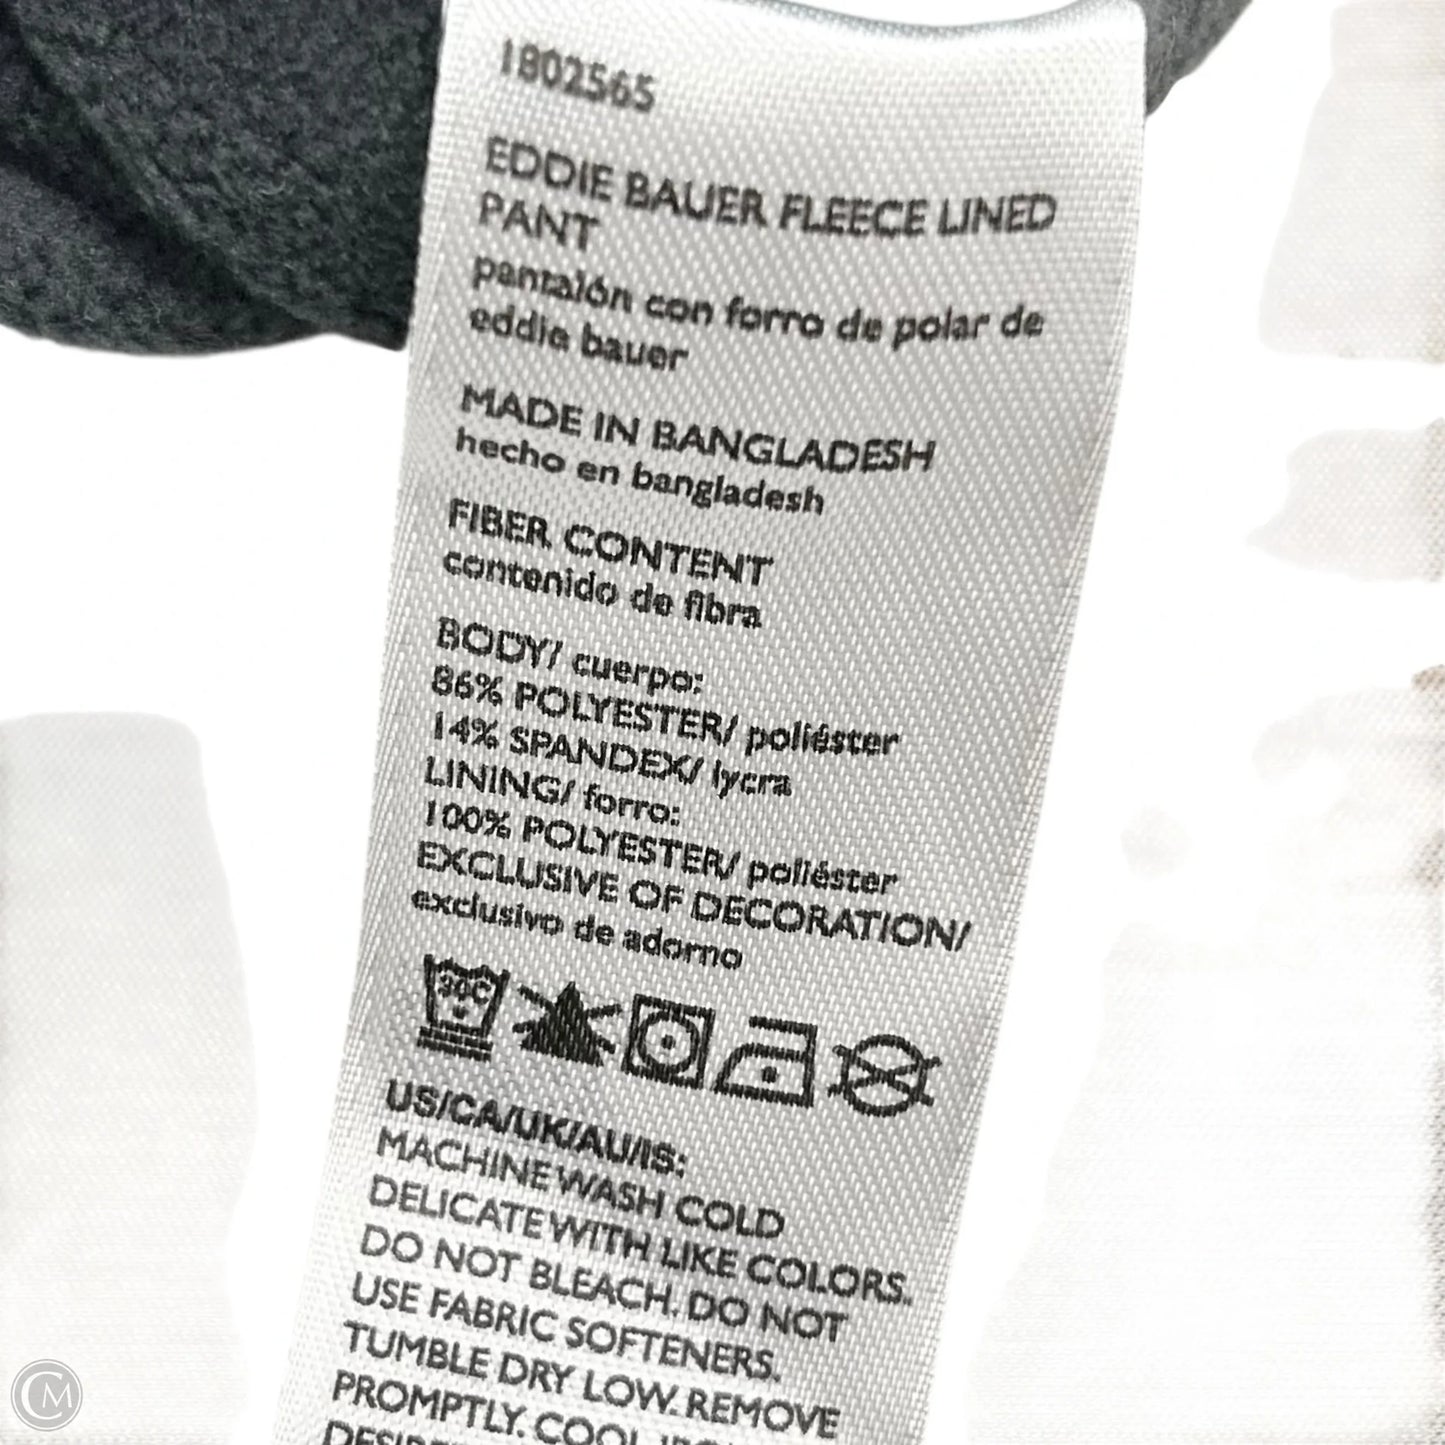 1802565
EDDIE BAUER FLEECE LINED
PANT
pantalón con forro de polar de
eddie bauer
MADE IN BANGLADESH
hecho en bangladesh
FIBER CONTENT
contenido de fibra
BODY/ cuerpo:
86% POLYESTER/ poliéster
14% SPANDEX/ lycra
LINING/ forro:
100% POLYESTER/ poliéster
EXCLUSIVE OF DECORATION/
exclusivo de adorno
30C
US/CA/UK/AU/IS:
MACHINE WASH COLD
DELICATE WITH LIKE COLORS.
DO NOT BLEACH. DO NOT
USE FABRIC SOFTENERS.
TUMBLE DRY LOW. REMOVE
PROMPTLY. COOL
CM